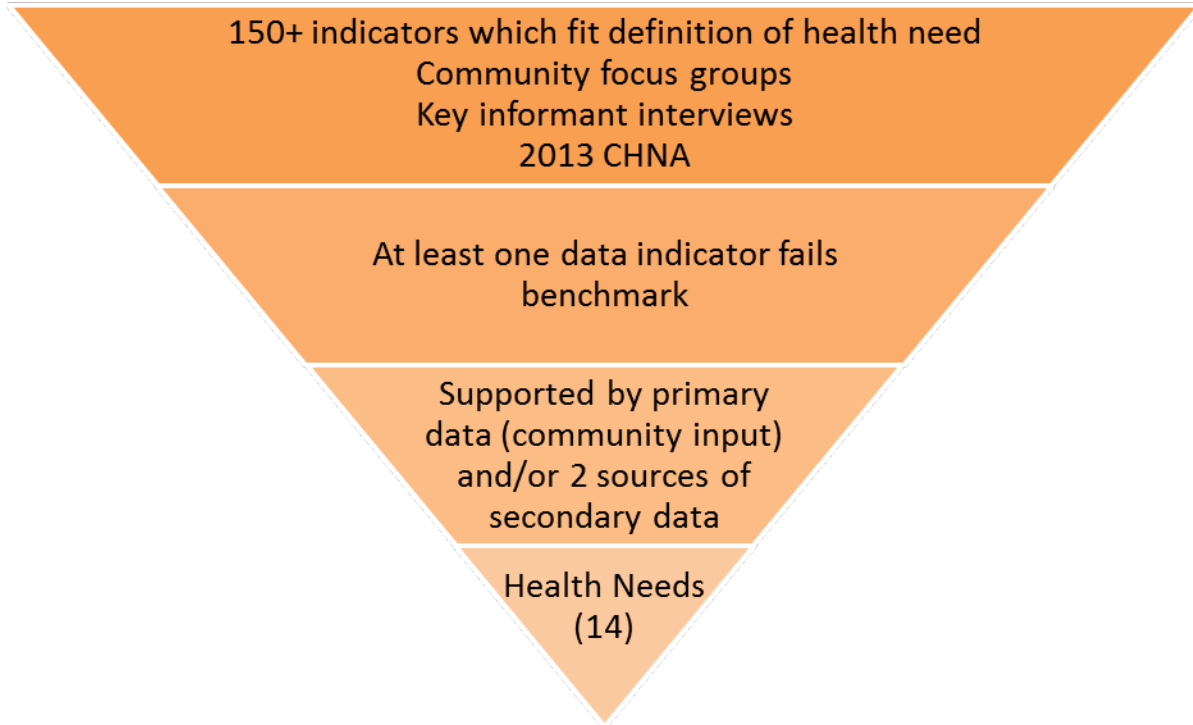 150+ indicators which fit definition of health need
Community focus groups
Key informant interviews
2013 CHNA
At least one data indicator fails
benchmark
Supported by primary
data (community input)
and/or 2 sources of
secondary data
Health Needs
(14)